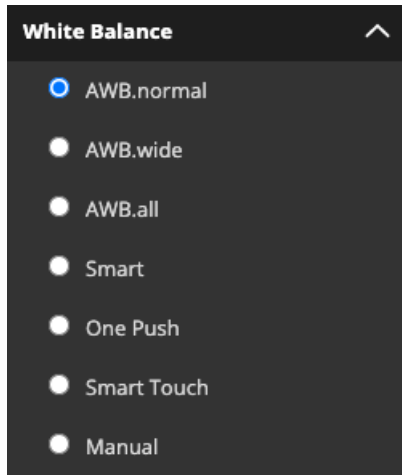 White Balance
AWB.normal
AWB.wide
AWB.all
Smart
One Push
Smart Touch
Manual